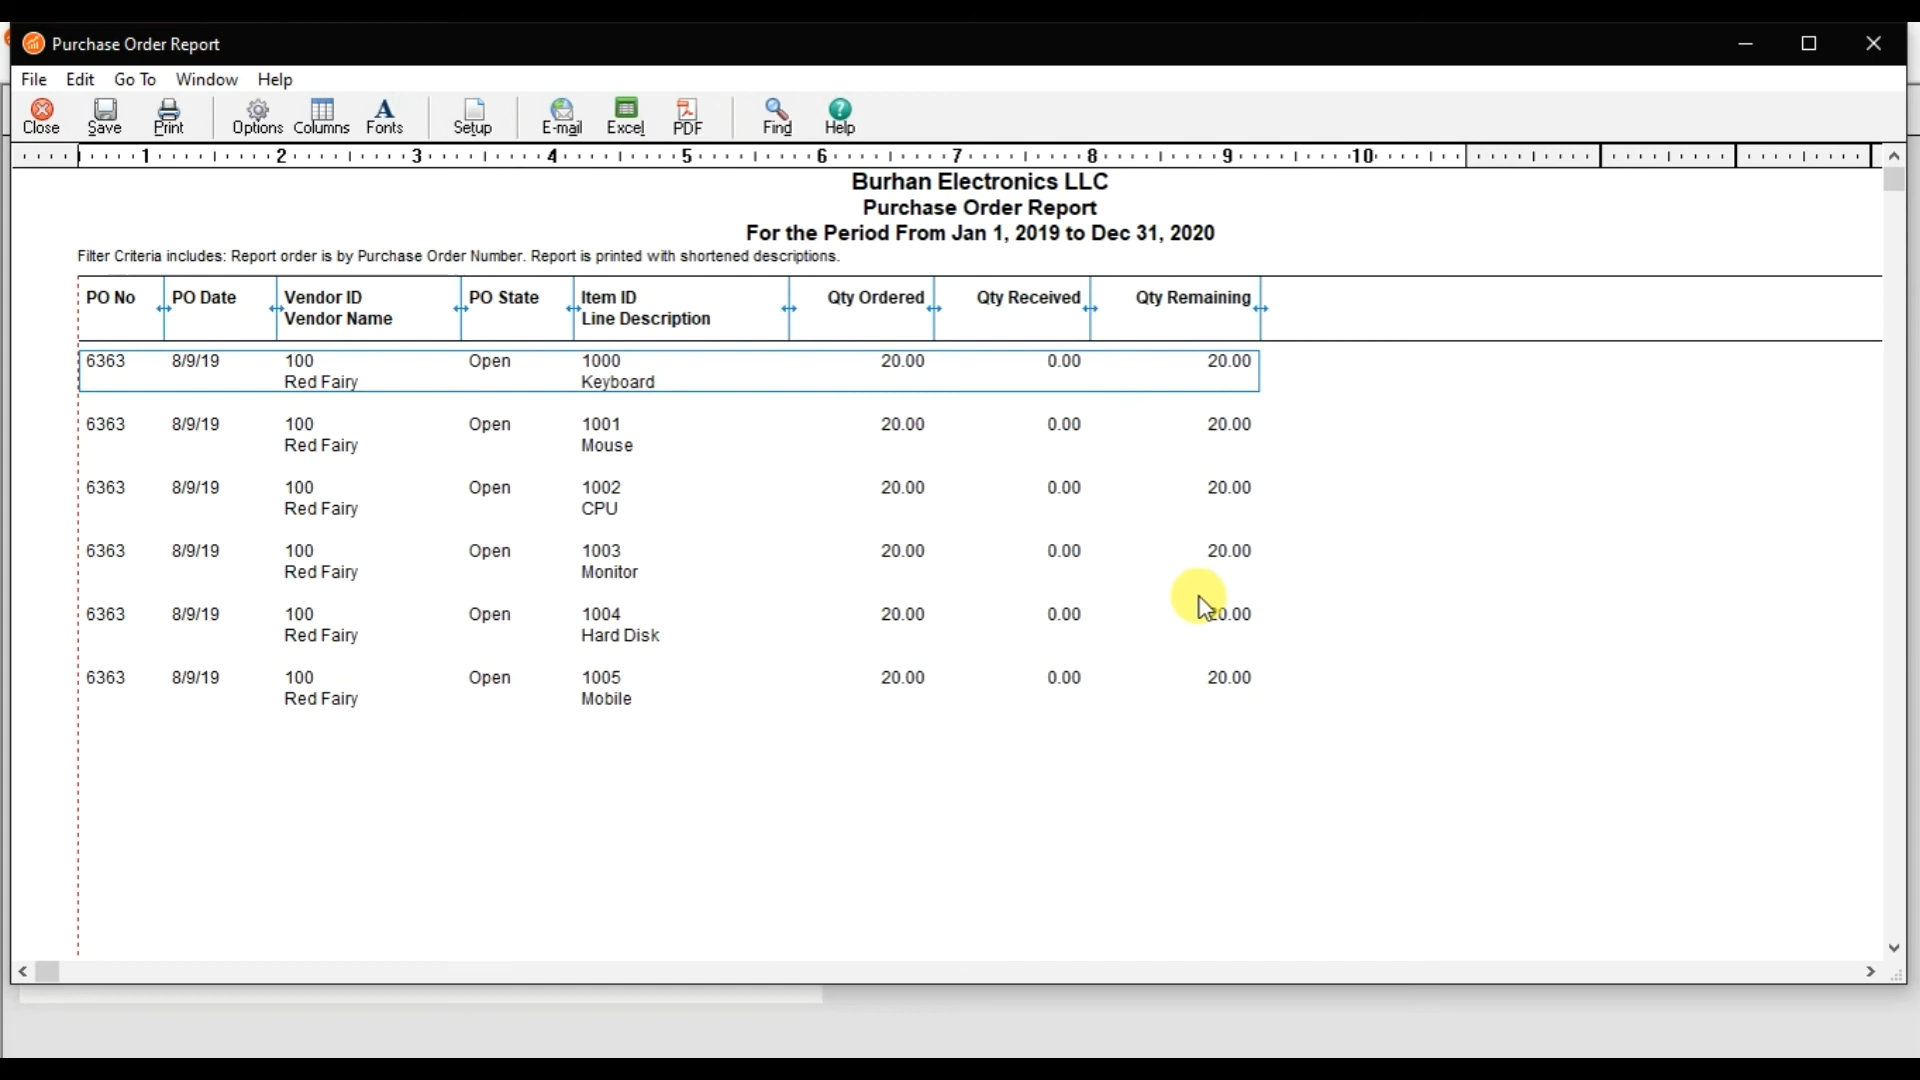 Purchase Order Report
File Edit Go To Window Help
Close Save Print Options Columns Fonts Setup E-mail Excel PDF Find Help
1 2 3 4 5 6 7 8 9 10
Burhan Electronics LLC
Purchase Order Report
For the Period From Jan 1, 2019 to Dec 31, 2020
Filter Criteria includes: Report order is by Purchase Order Number. Report is printed with shortened descriptions.
PO No PO Date Vendor ID PO State Item ID Qty Ordered Qty Received Qty Remaining
Vendor Name Line Description
6363 8/9/19 100 Open 1000 20.00 0.00 20.00
Red Fairy Keyboard
6363 8/9/19 100 Open 1001 20.00 0.00 20.00
Red Fairy Mouse
6363 8/9/19 100 Open 1002 20.00 0.00 20.00
Red Fairy CPU
6363 8/9/19 100 Open 1003 20.00 0.00 20.00
Red Fairy Monitor
6363 8/9/19 100 Open 1004 20.00 0.00 20.00
Red Fairy Hard Disk
6363 8/9/19 100 Open 1005 20.00 0.00 20.00
Red Fairy Mobile